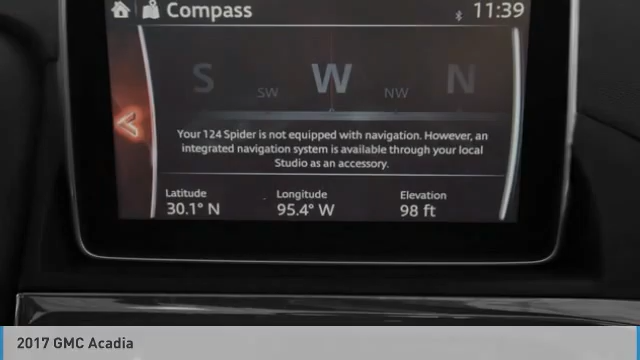 Compass
11:39
S SW W NW N
Your 124 Spider is not equipped with navigation. However, an
integrated navigation system is available through your local
Studio as an accessory.
Latitude Longitude Elevation
30.1° N 95.4° W 98 ft
2017 GMC Acadia